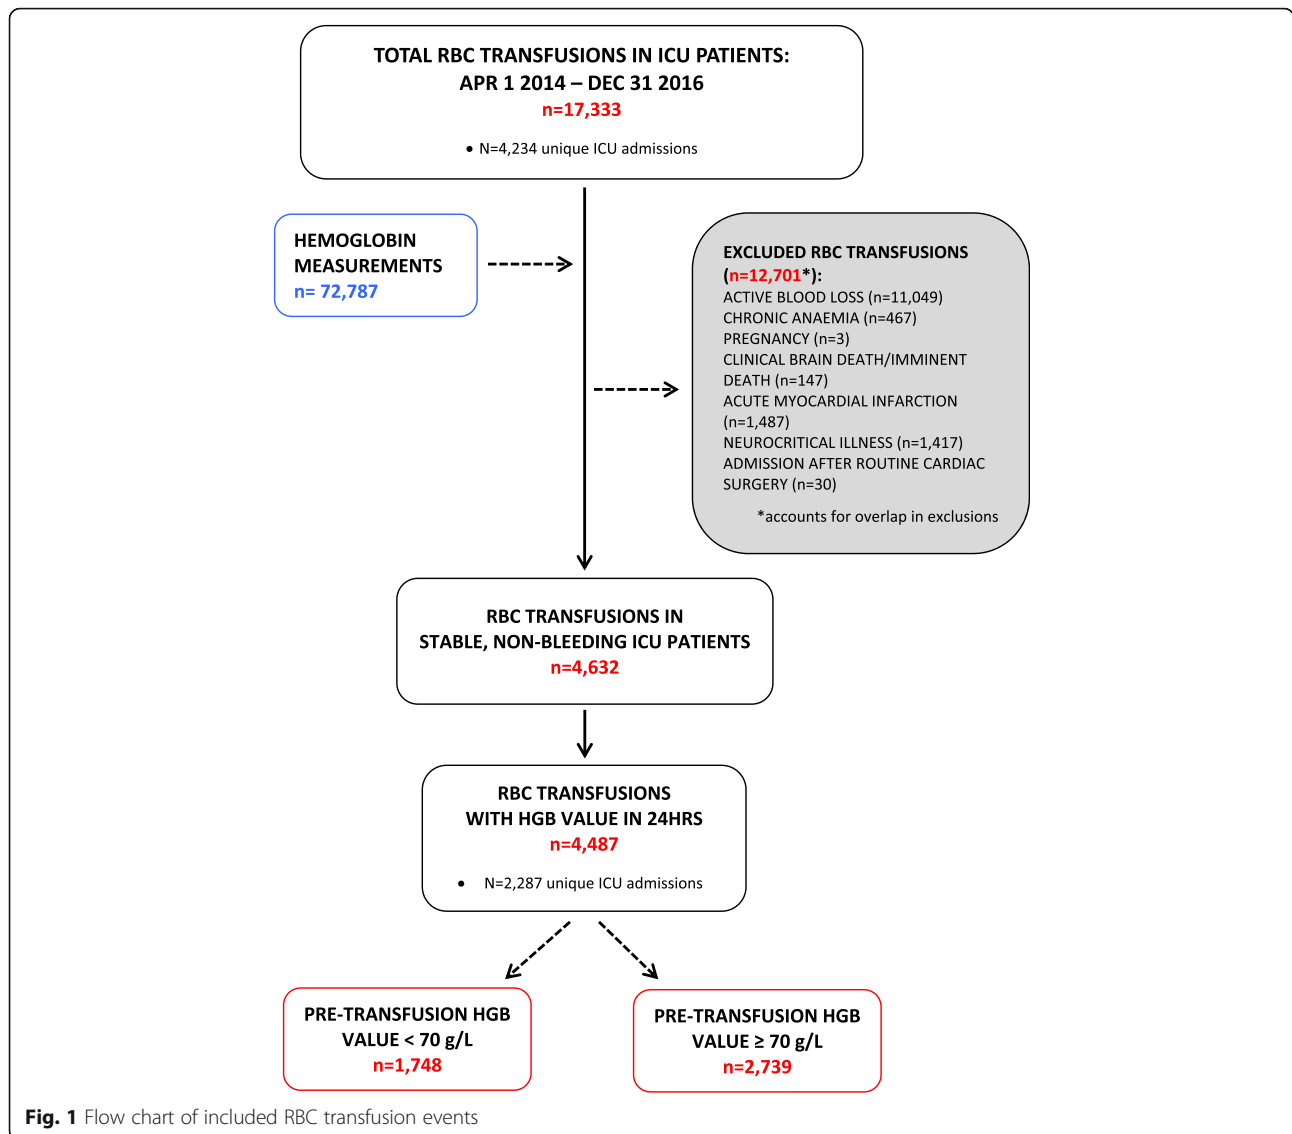 TOTAL RBC TRANSFUSIONS IN ICU PATIENTS:
APR 1 2014 – DEC 31 2016
n=17,333
• N=4,234 unique ICU admissions
HEMOGLOBIN
MEASUREMENTS
n= 72,787
EXCLUDED RBC TRANSFUSIONS
(n=12,701*):
ACTIVE BLOOD LOSS (n=11,049)
CHRONIC ANAEMIA (n=467)
PREGNANCY (n=3)
CLINICAL BRAIN DEATH/IMMINENT
DEATH (n=147)
ACUTE MYOCARDIAL INFARCTION
(n=1,487)
NEUROCRITICAL ILLNESS (n=1,417)
ADMISSION AFTER ROUTINE CARDIAC
SURGERY (n=30)
*accounts for overlap in exclusions
RBC TRANSFUSIONS IN
STABLE, NON-BLEEDING ICU PATIENTS
n=4,632
RBC TRANSFUSIONS
WITH HGB VALUE IN 24HRS
n=4,487
• N=2,287 unique ICU admissions
PRE-TRANSFUSION HGB
VALUE < 70 g/L
n=1,748
PRE-TRANSFUSION HGB
VALUE ≥ 70 g/L
n=2,739
Fig. 1 Flow chart of included RBC transfusion events